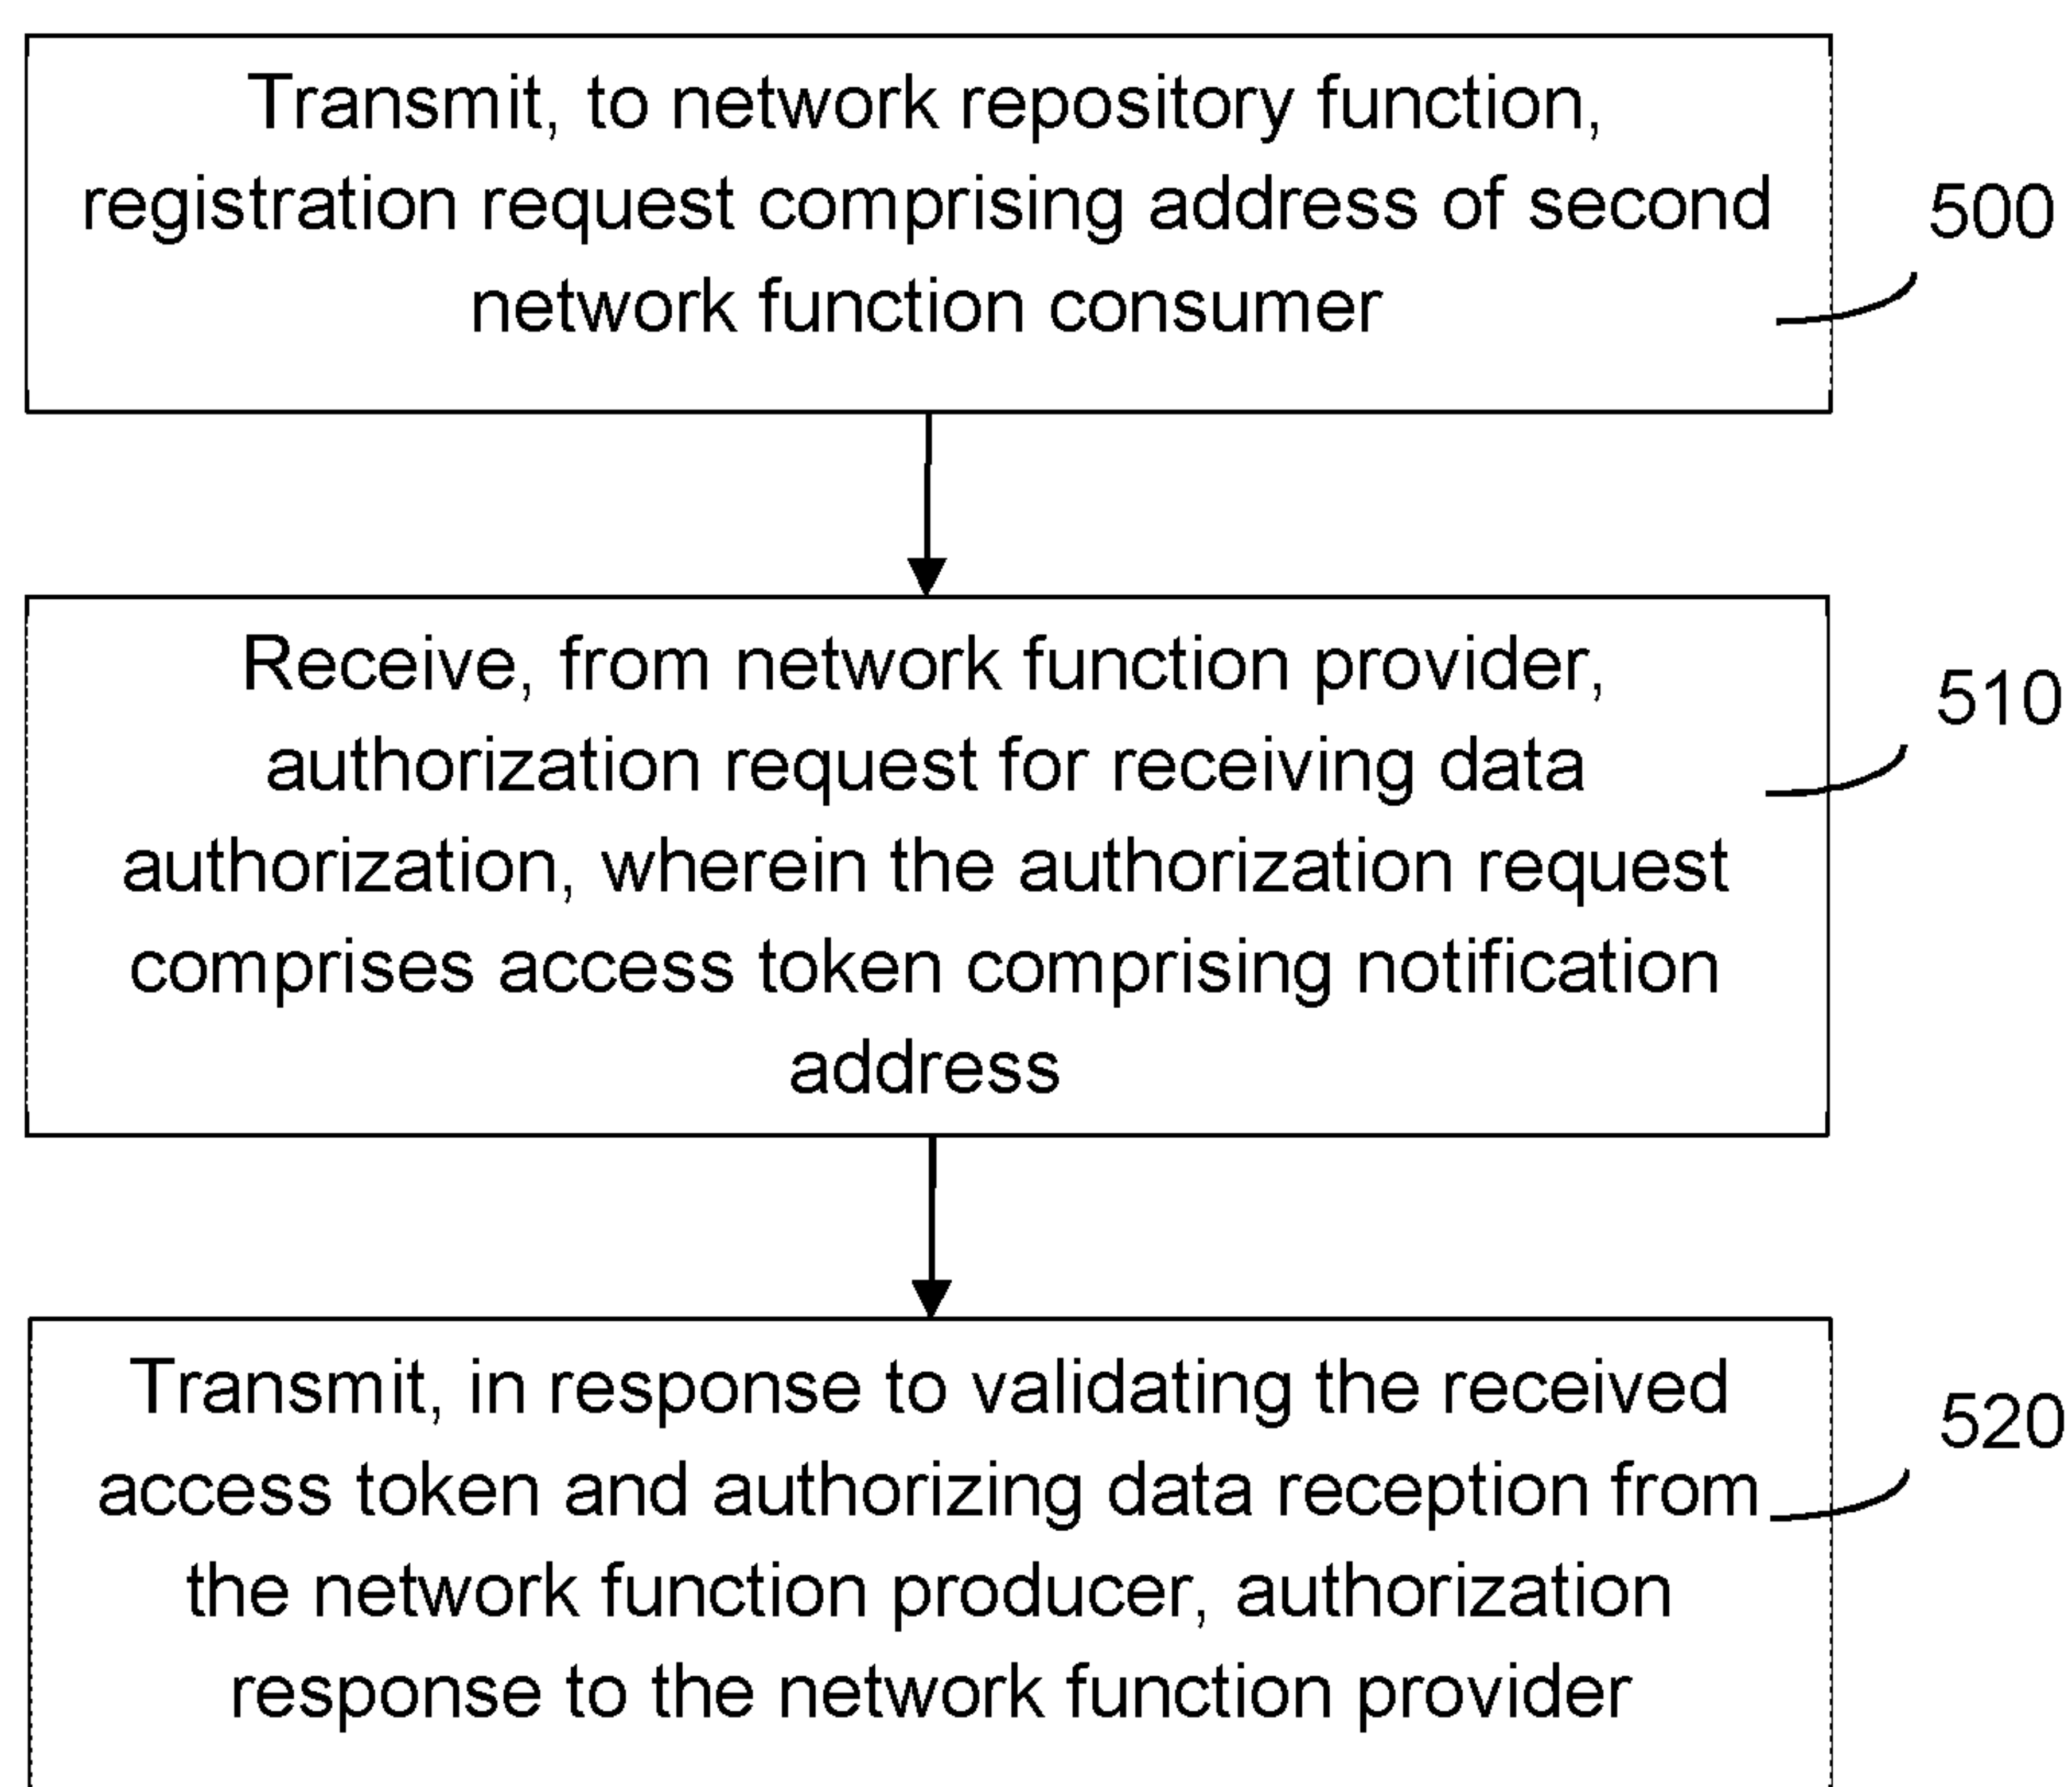 Transmit, to network repository function,
registration request comprising address of second
network function consumer
500
Receive, from network function provider,
authorization request for receiving data
authorization, wherein the authorization request
comprises access token comprising notification
address
510
Transmit, in response to validating the received
access token and authorizing data reception from
the network function producer, authorization
response to the network function provider
520